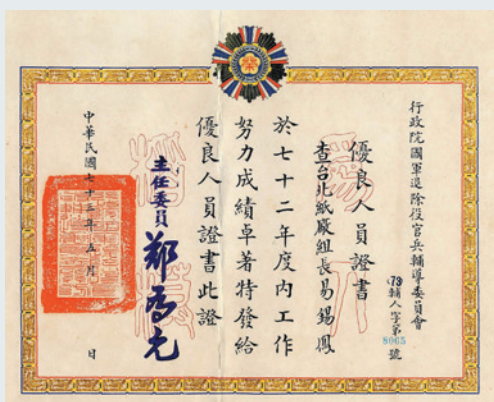 行政院國軍退除役官兵輔導委員會
優良人員證書
(73)輔人字第8065號
查台北紙廠組長易錫鳳
於七十二年度內工作
努力成績卓著特發給
優良人員證書此證
主任委員 鄭為元
中華民國七十三年五月 日